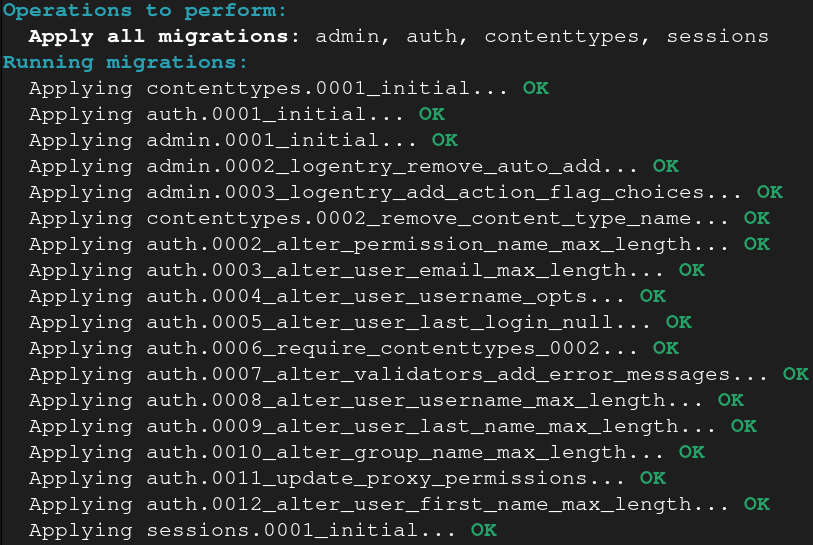 Operations to perform:
Apply all migrations: admin, auth, contenttypes, sessions
Running migrations:
Applying contenttypes.0001_initial... OK
Applying auth.0001_initial... OK
Applying admin.0001_initial... OK
Applying admin.0002_logentry_remove_auto_add... OK
Applying admin.0003_logentry_add_action_flag_choices... OK
Applying contenttypes.0002_remove_content_type_name... OK
Applying auth.0002_alter_permission_name_max_length... OK
Applying auth.0003_alter_user_email_max_length... OK
Applying auth.0004_alter_user_username_opts... OK
Applying auth.0005_alter_user_last_login_null... OK
Applying auth.0006_require_contenttypes_0002... OK
Applying auth.0007_alter_validators_add_error_messages... OK
Applying auth.0008_alter_user_username_max_length... OK
Applying auth.0009_alter_user_last_name_max_length... OK
Applying auth.0010_alter_group_name_max_length... OK
Applying auth.0011_update_proxy_permissions... OK
Applying auth.0012_alter_user_first_name_max_length... OK
Applying sessions.0001_initial... OK